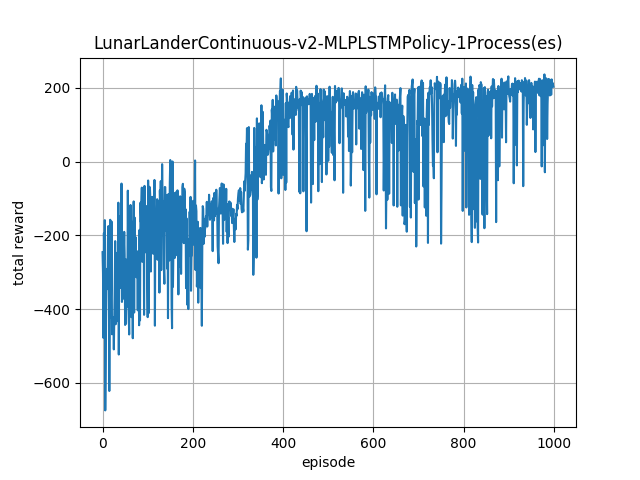 LunarLanderContinuous-v2-MLPLSTMPolicy-1Process(es)
200
0
−200
−400
−600
total reward
0 200 400 600 800 1000
episode